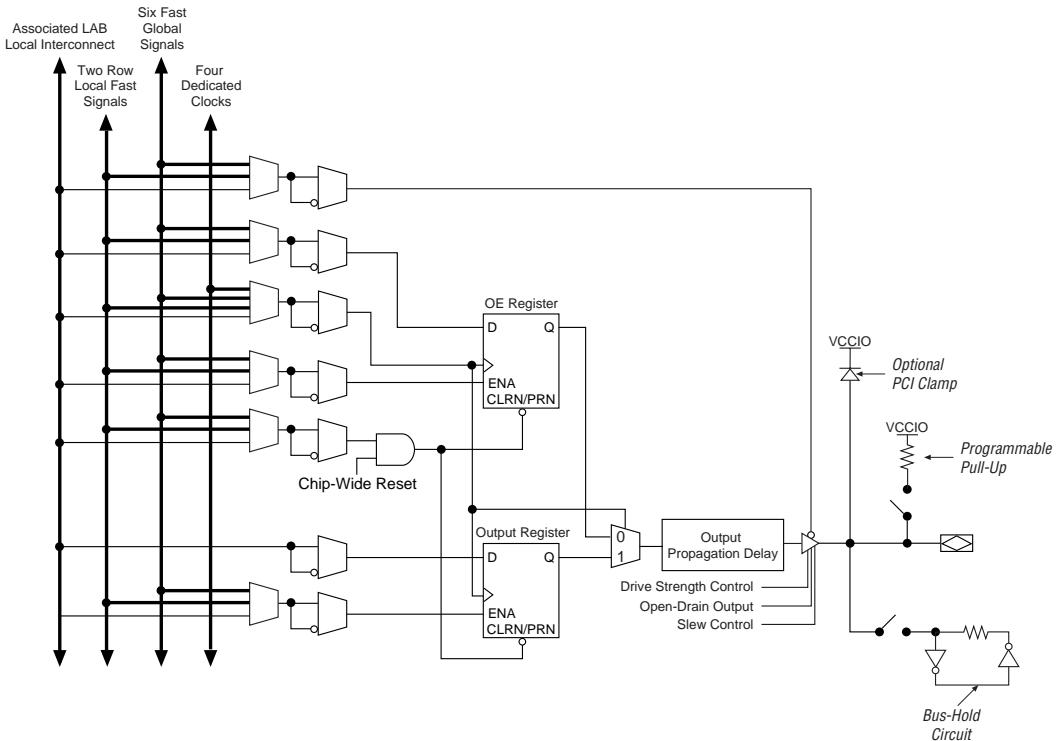 Six Fast
Global
Signals
Associated LAB
Local Interconnect
Two Row
Local Fast
Signals
Four
Dedicated
Clocks
OE Register
D
Q
ENA
CLRN/PRN
Chip-Wide Reset
Output Register
D
Q
ENA
CLRN/PRN
0
1
Output
Propagation Delay
Drive Strength Control
Open-Drain Output
Slew Control
VCCIO
Optional
PCI Clamp
VCCIO
Programmable
Pull-Up
Bus-Hold
Circuit